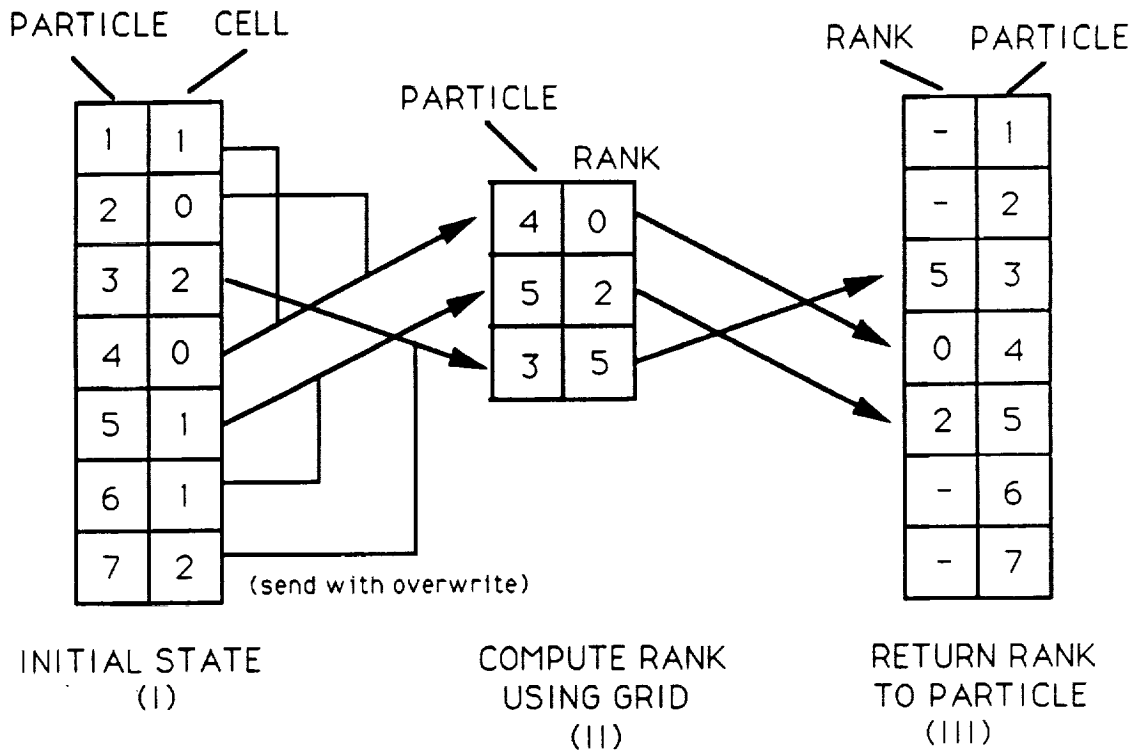 PARTICLE CELL
1 1
2 0
3 2
4 0
5 1
6 1
7 2
(send with overwrite)
INITIAL STATE
(I)
PARTICLE
RANK
4 0
5 2
3 5
COMPUTE RANK
USING GRID
(II)
RANK PARTICLE
- 1
- 2
5 3
0 4
2 5
- 6
- 7
RETURN RANK
TO PARTICLE
(III)